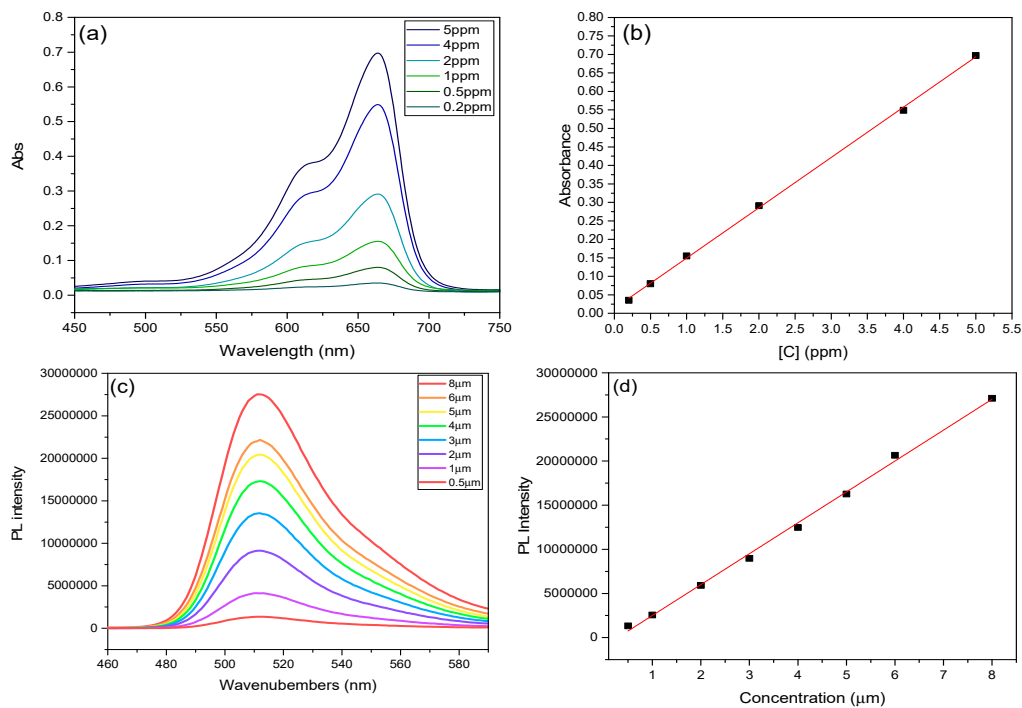 (a)
0.8
0.7
0.6
0.5
0.4
0.3
0.2
0.1
0.0
Abs
5ppm
4ppm
2ppm
1ppm
0.5ppm
0.2ppm
450 500 550 600 650 700 750
Wavelength (nm)
(b)
0.80
0.75
0.70
0.65
0.60
0.55
0.50
0.45
0.40
0.35
0.30
0.25
0.20
0.15
0.10
0.05
0.00
Absorbance
0.0 0.5 1.0 1.5 2.0 2.5 3.0 3.5 4.0 4.5 5.0 5.5
[C] (ppm)
(c)
30000000
25000000
20000000
15000000
10000000
5000000
0
PL intensity
8μm
6μm
5μm
4μm
3μm
2μm
1μm
0.5μm
460 480 500 520 540 560 580
Wavenubembers (nm)
(d)
30000000
25000000
20000000
15000000
10000000
5000000
0
PL Intensity
1 2 3 4 5 6 7 8
Concentration (μm)